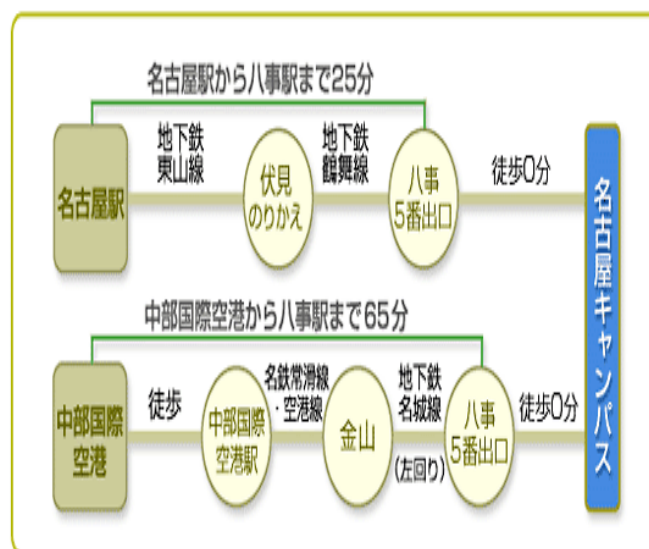 名古屋駅から八事駅まで25分
名古屋駅
地下鉄
東山線
伏見
のりかえ
地下鉄
鶴舞線
八事
5番出口
徒歩0分
名古屋キャンパス
中部国際空港から八事駅まで65分
中部国際
空港
徒歩
中部国際
空港駅
名鉄常滑線
・空港線
金山
地下鉄
名城線
(左回り)
八事
5番出口
徒歩0分